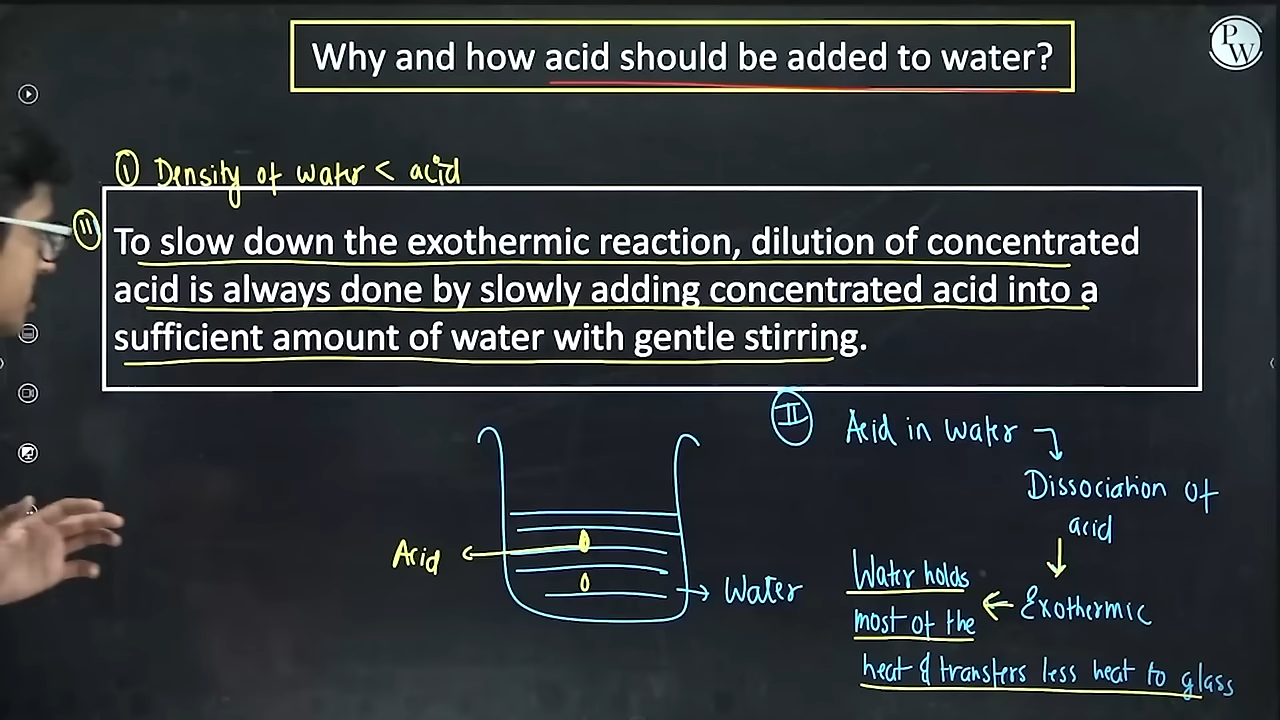 Why and how acid should be added to water?
PW
① Density of water < acid
⑪ To slow down the exothermic reaction, dilution of concentrated
acid is always done by slowly adding concentrated acid into a
sufficient amount of water with gentle stirring.
Ⅱ Acid in water
Dissociation of
acid
Exothermic
Water holds
most of the
heat & transfers less heat to glass
Acid
Water